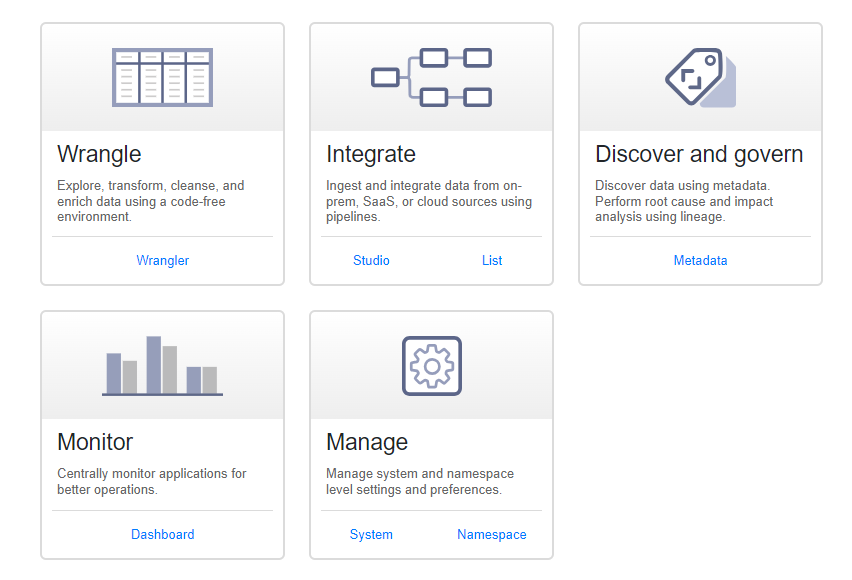 Wrangle
Explore, transform, cleanse, and
enrich data using a code-free
environment.
Wrangler
Integrate
Ingest and integrate data from on-
prem, SaaS, or cloud sources using
pipelines.
Studio
List
Discover and govern
Discover data using metadata.
Perform root cause and impact
analysis using lineage.
Metadata
Monitor
Centrally monitor applications for
better operations.
Dashboard
Manage
Manage system and namespace
level settings and preferences.
System
Namespace